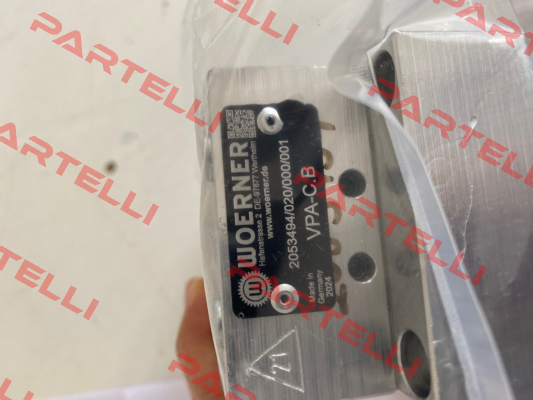 WOERNER
Hafenstrasse 2 DE-97877 Wertheim
www.woerner.de
2053494/020/000/001
VPA-C.B
Made in
Germany
2024
21
PARTELLI
PARTELLI
PARTELLI
PARTELLI
PARTELLI
PARTELLI
PARTELLI